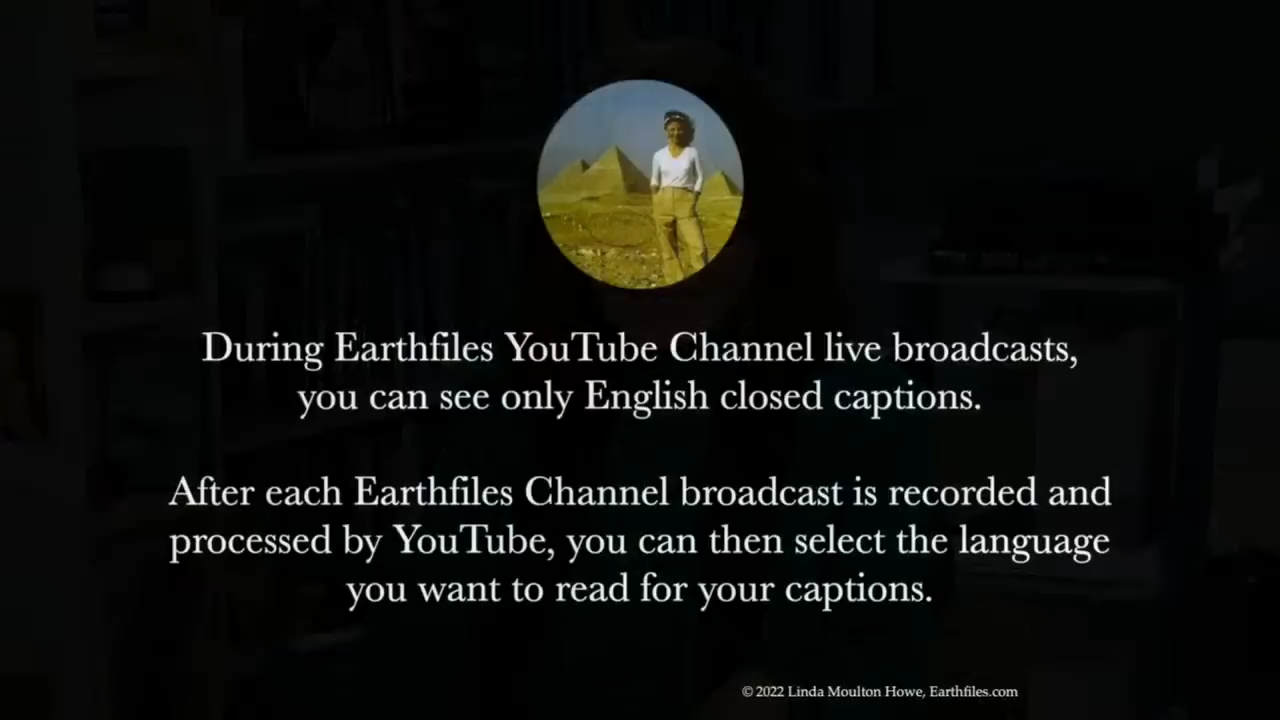 During Earthfiles YouTube Channel live broadcasts,
you can see only English closed captions.
After each Earthfiles Channel broadcast is recorded and
processed by YouTube, you can then select the language
you want to read for your captions.
© 2022 Linda Moulton Howe, Earthfiles.com